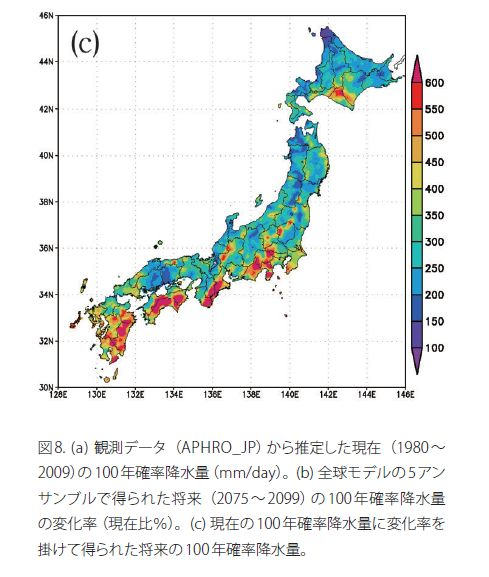 (c)
46N
44N
42N
40N
38N
36N
34N
32N
30N
128E 130E 132E 134E 136E 138E 140E 142E 144E 146E
600
550
500
450
400
350
300
250
200
150
100
図8. (a) 観測データ（APHRO_JP）から推定した現在（1980～
2009）の100年確率降水量（mm/day）。(b) 全球モデルの5アン
サンブルで得られた将来（2075～2099）の100年確率降水量
の変化率（現在比%）。(c) 現在の100年確率降水量に変化率を
掛けて得られた将来の100年確率降水量。